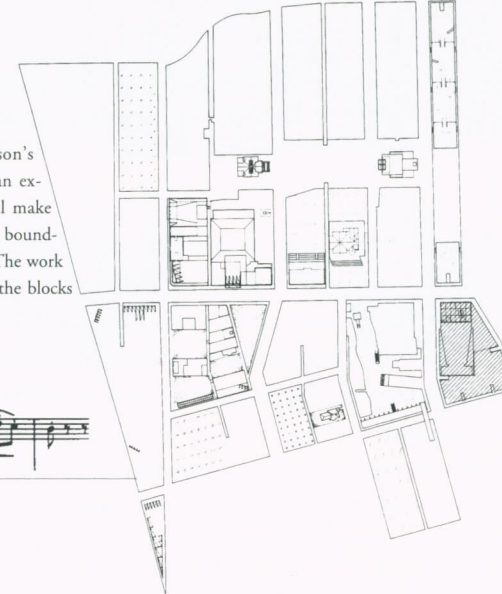 son's
an ex-
l make
bound-
The work
the blocks